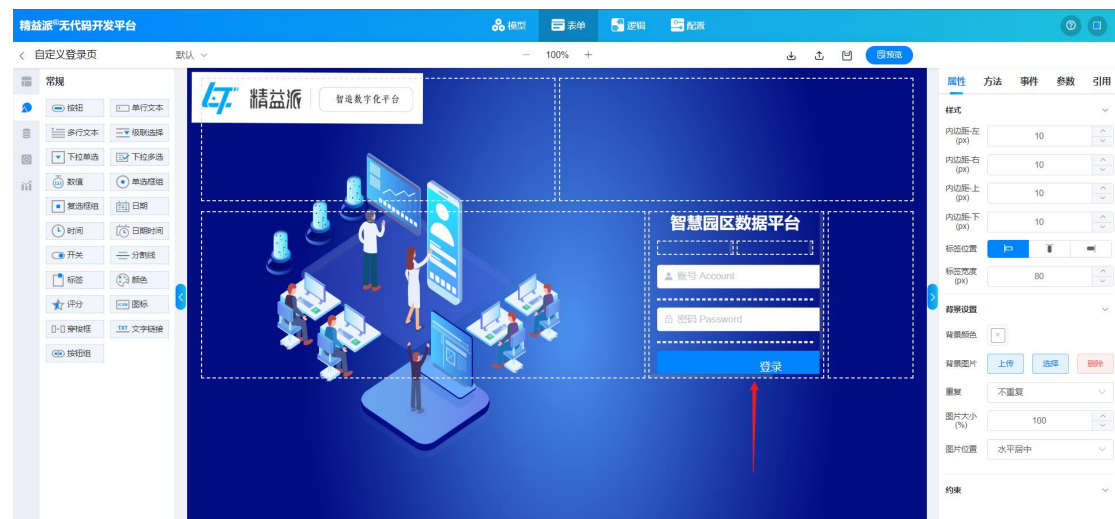 精益派®无代码开发平台
模型
表单
逻辑
配置
自定义登录页
默认
100%
预览
常规
按钮 单行文本
多行文本 级联选择
下拉单选 下拉多选
数值 单选框组
复选框组 日期
时间 日期时间
开关 分割线
标签 颜色
评分 图标
穿梭框 TXT 文字链接
按钮组
精益派 智造数字化平台
智慧园区数据平台
账号 Account
密码 Password
登录
属性 方法 事件 参数 引用
样式
内边距-左
(px)
10
内边距-右
(px)
10
内边距-上
(px)
10
内边距-下
(px)
10
标签位置
标签宽度
(px)
80
背景设置
背景颜色
背景图片 上传 选择 删除
重复 不重复
图片大小
(%)
100
图片位置 水平居中
约束